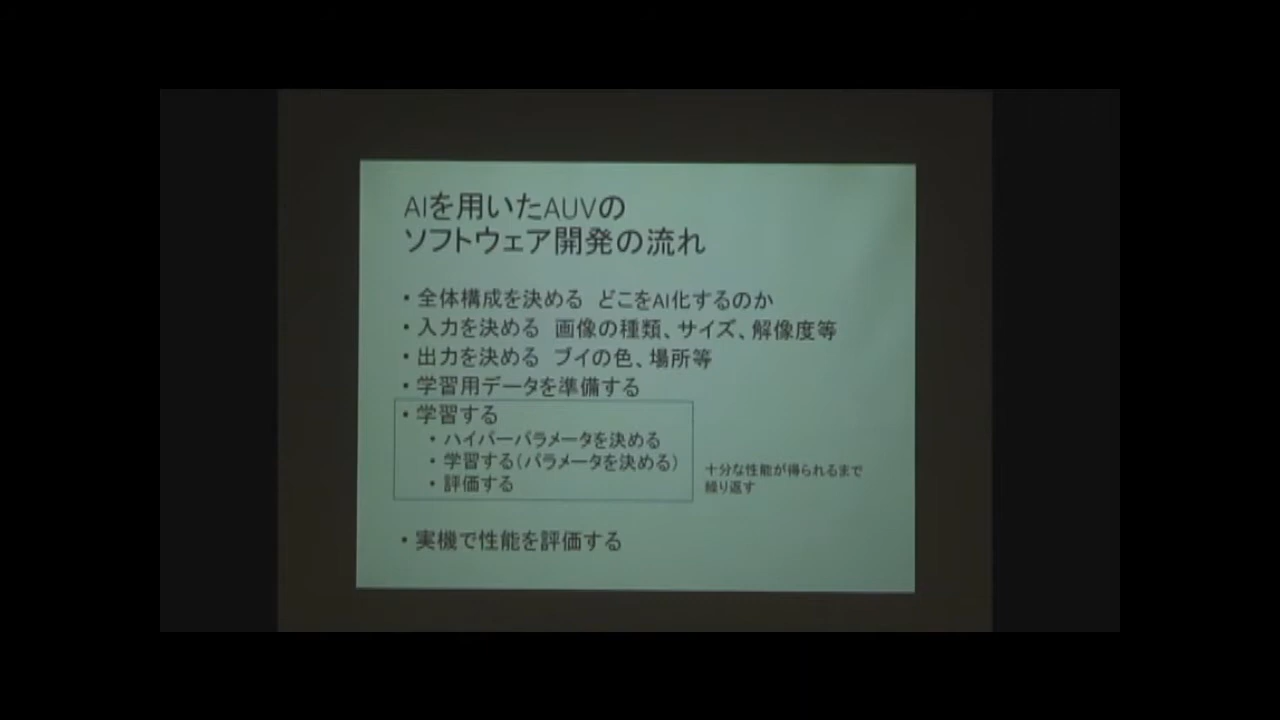 AIを用いたAUVの
ソフトウェア開発の流れ
・全体構成を決める どこをAI化するのか
・入力を決める 画像の種類、サイズ、解像度等
・出力を決める ブイの色、場所等
・学習用データを準備する
・学習する
・ハイパーパラメータを決める
・学習する(パラメータを決める)
・評価する
十分な性能が得られるまで
繰り返す
・実機で性能を評価する